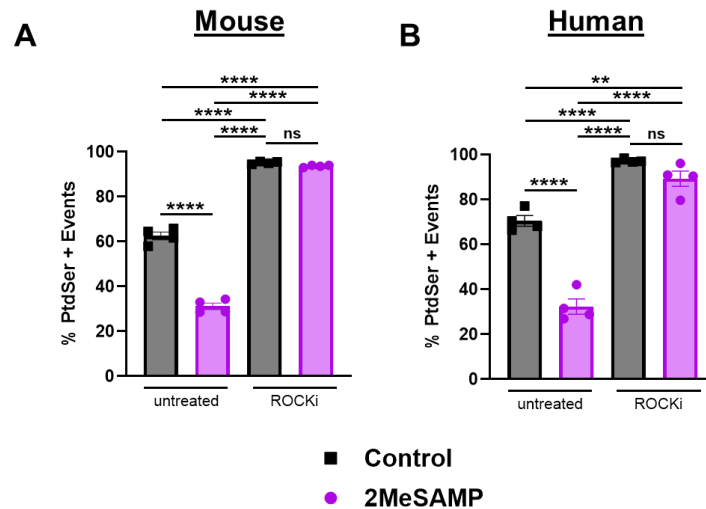 A
Mouse
****
****
****
****
ns
****
% PtdSer + Events
100
80
60
40
20
0
untreated
ROCKi
B
Human
**
****
****
****
ns
****
% PtdSer + Events
100
80
60
40
20
0
untreated
ROCKi
Control
2MeSAMP